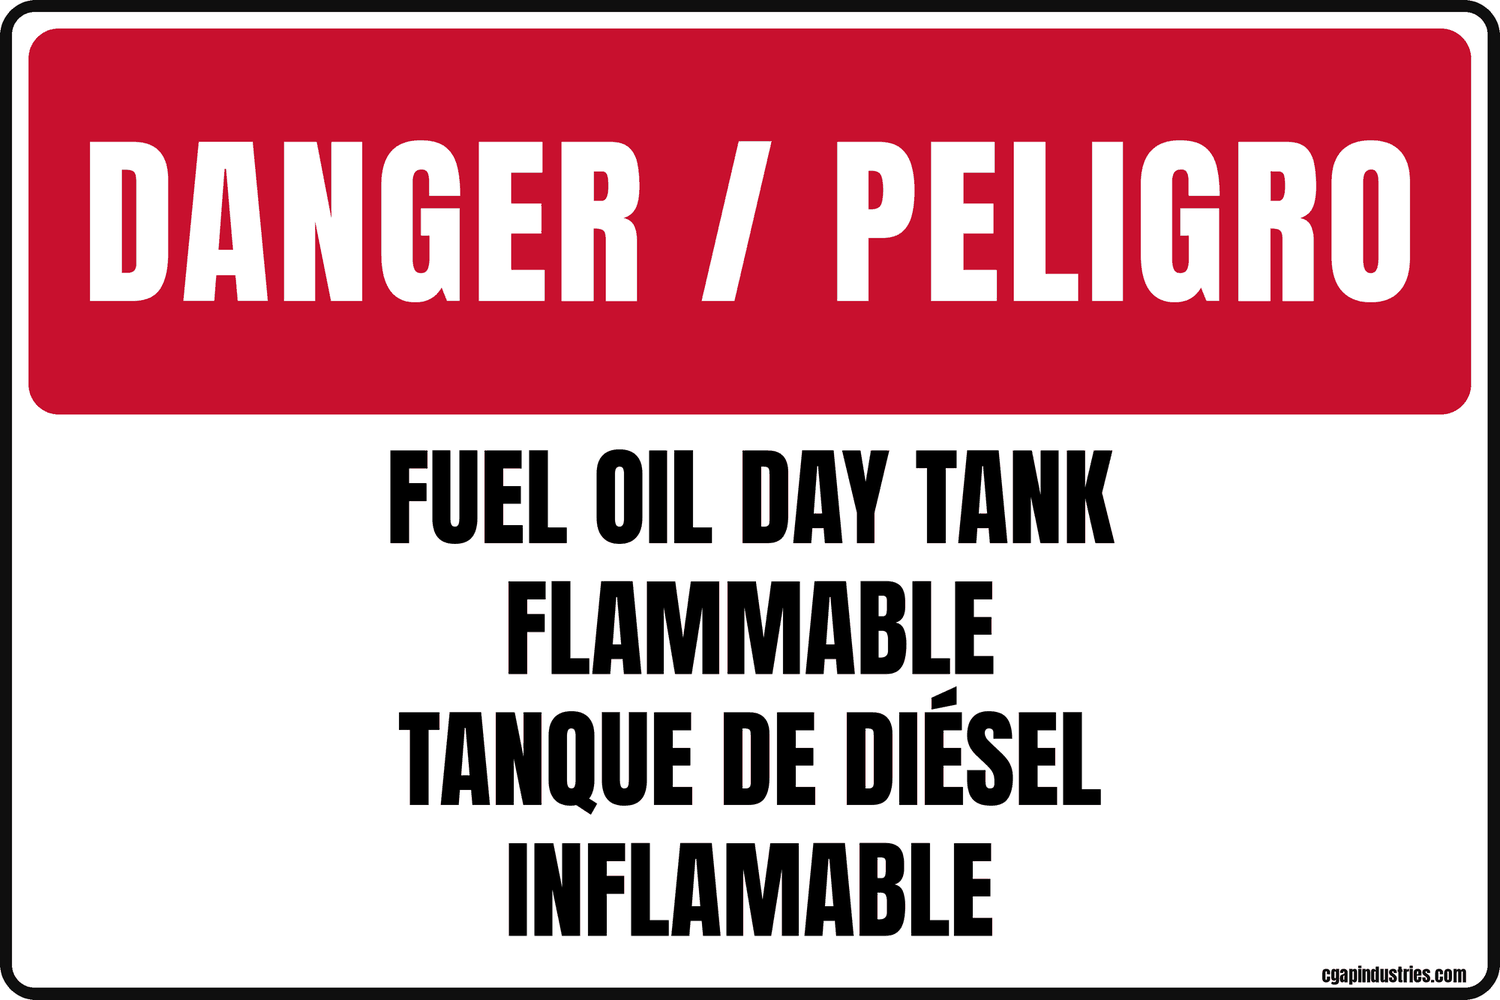 DANGER / PELIGRO
FUEL OIL DAY TANK
FLAMMABLE
TANQUE DE DIÉSEL
INFLAMABLE
cgapindustries.com